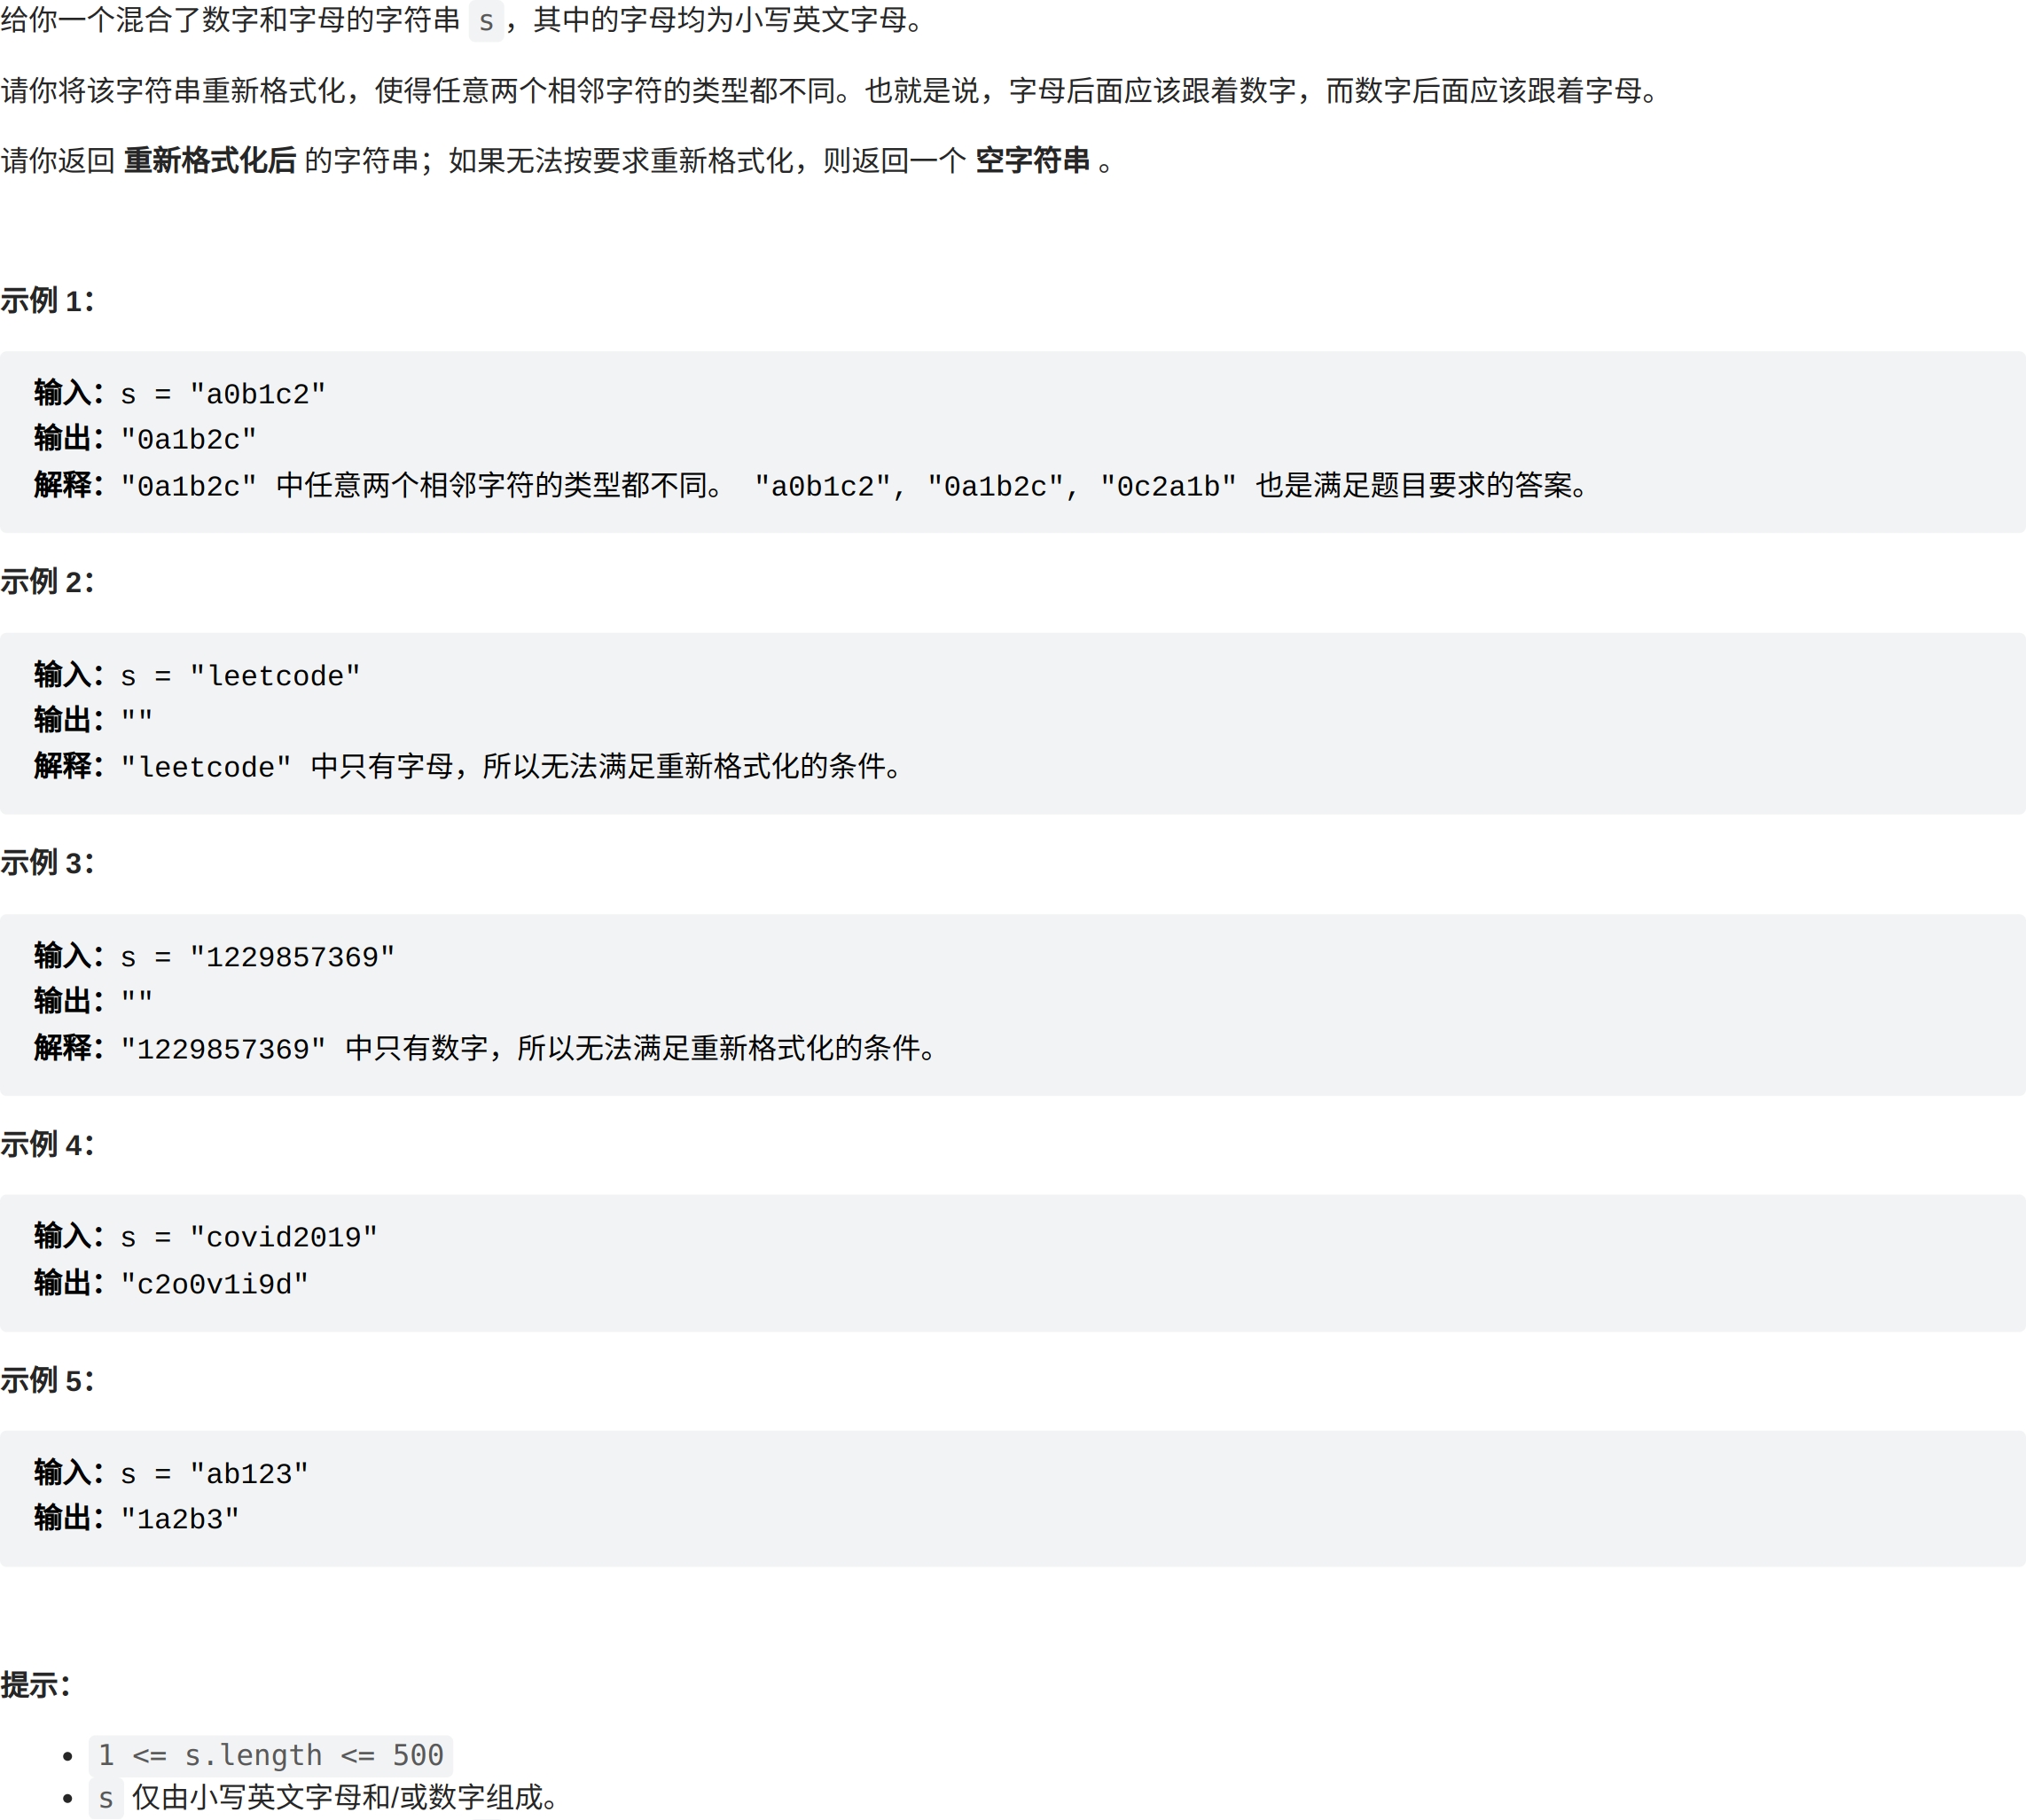 给你一个混合了数字和字母的字符串 s，其中的字母均为小写英文字母。
请你将该字符串重新格式化，使得任意两个相邻字符的类型都不同。也就是说，字母后面应该跟着数字，而数字后面应该跟着字母。
请你返回 重新格式化后 的字符串；如果无法按要求重新格式化，则返回一个 空字符串 。
示例 1：
输入：s = "a0b1c2"
输出："0a1b2c"
解释："0a1b2c" 中任意两个相邻字符的类型都不同。 "a0b1c2", "0a1b2c", "0c2a1b" 也是满足题目要求的答案。
示例 2：
输入：s = "leetcode"
输出：""
解释："leetcode" 中只有字母，所以无法满足重新格式化的条件。
示例 3：
输入：s = "1229857369"
输出：""
解释："1229857369" 中只有数字，所以无法满足重新格式化的条件。
示例 4：
输入：s = "covid2019"
输出："c2o0v1i9d"
示例 5：
输入：s = "ab123"
输出："1a2b3"
提示：
• 1 <= s.length <= 500
• s 仅由小写英文字母和/或数字组成。